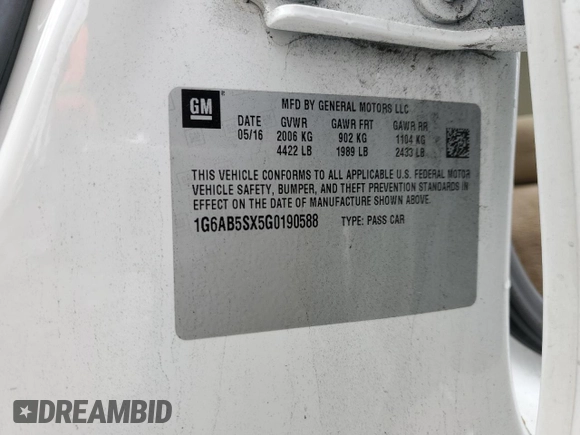 GM
MFD BY GENERAL MOTORS LLC
DATE GVWR GAWR FRT GAWR RR
05/16 2006 KG 902 KG 1104 KG
4422 LB 1989 LB 2433 LB
THIS VEHICLE CONFORMS TO ALL APPLICABLE U.S. FEDERAL MOTOR
VEHICLE SAFETY, BUMPER, AND THEFT PREVENTION STANDARDS IN
EFFECT ON THE DATE OF MANUFACTURE SHOWN ABOVE.
1G6AB5SX5G0190588 TYPE: PASS CAR
DREAMBID